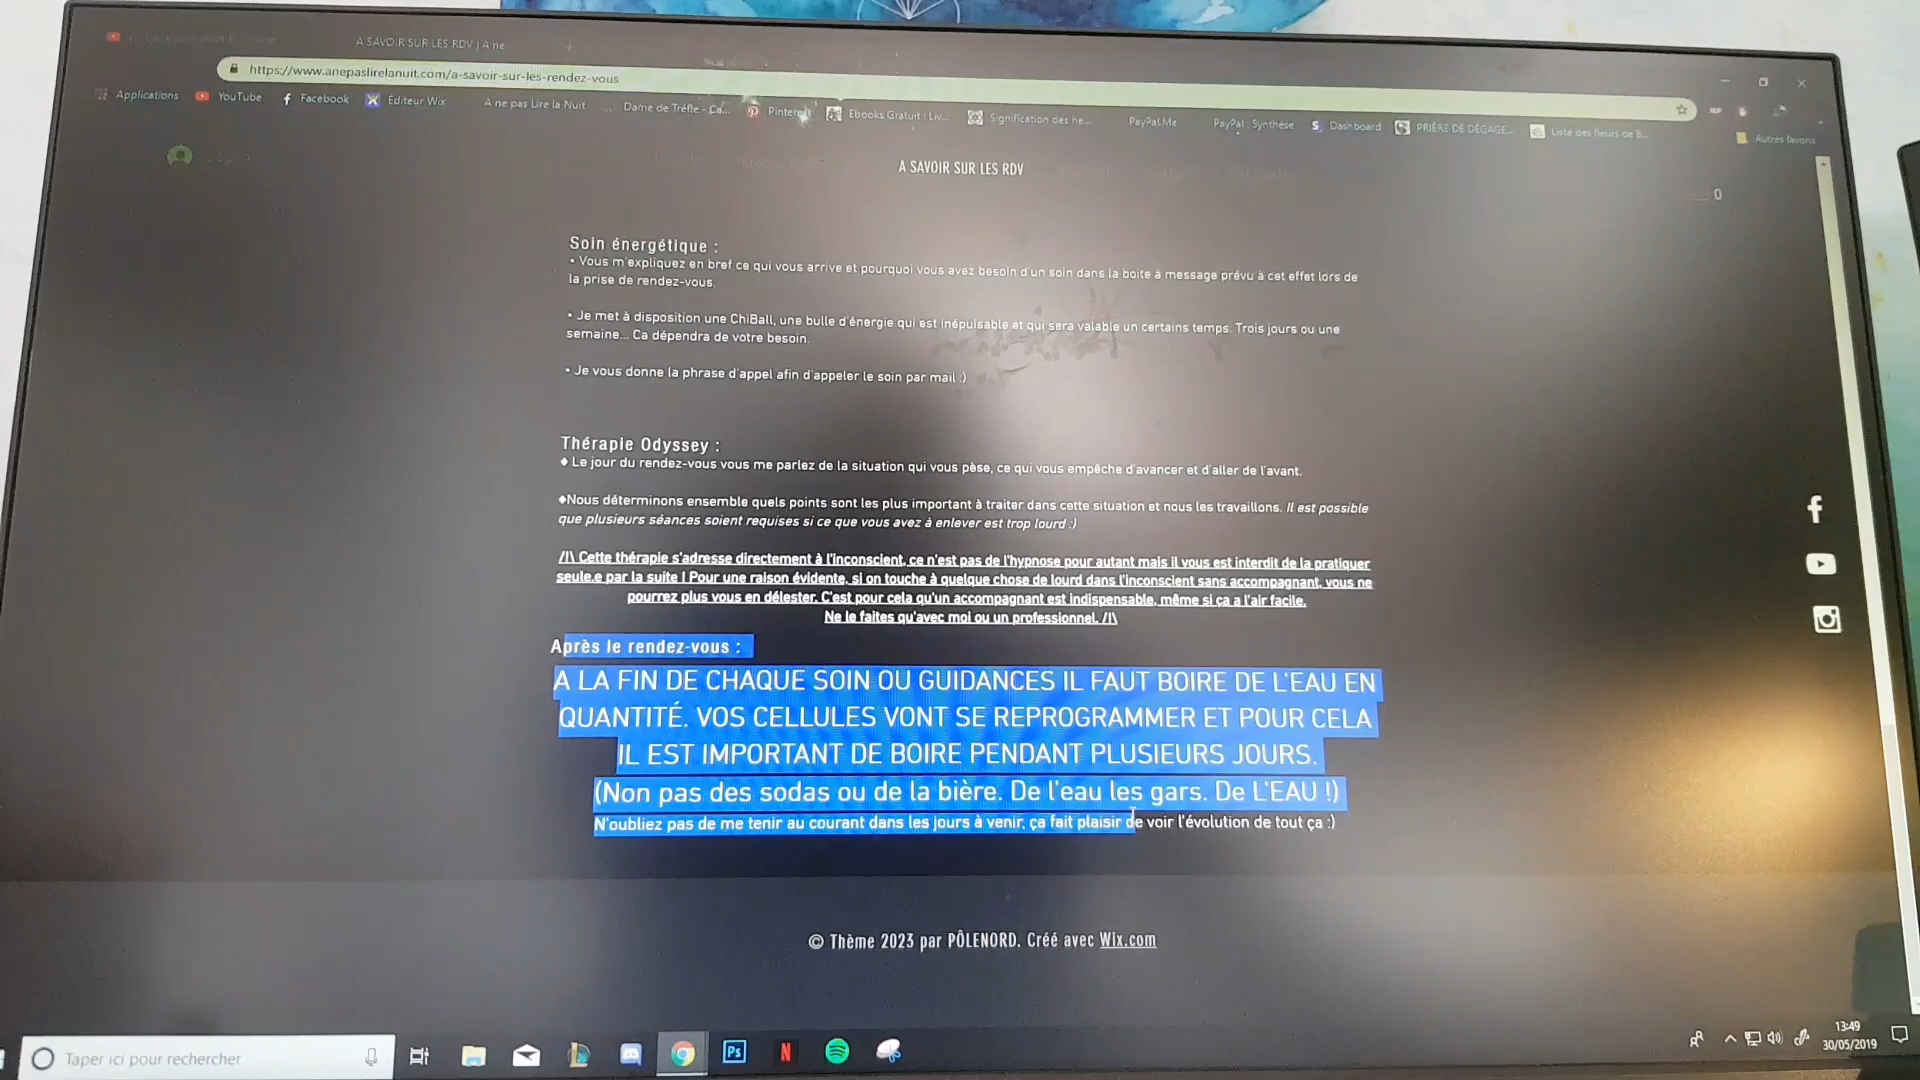 A SAVOIR SUR LES RDV | A ne
https://www.anepaslirelanuit.com/a-savoir-sur-les-rendez-vous
Applications YouTube Facebook Éditeur Wix A ne pas Lire la Nuit Dame de Trèfle - Ca... Pinterest Ebooks Gratuit : Liv... Signification des he... PayPal.Me PayPal : Synthèse Dashboard PRIÈRE DE DÉGAGE... Liste des fleurs de B...
Autres favoris
A SAVOIR SUR LES RDV
0
Soin énergétique :
• Vous m'expliquez en bref ce qui vous arrive et pourquoi vous avez besoin d'un soin dans la boite à message prévu à cet effet lors de
la prise de rendez-vous.
• Je met à disposition une ChiBall, une bulle d'énergie qui est inépuisable et qui sera valable un certains temps. Trois jours ou une
semaine... Ca dépendra de votre besoin.
• Je vous donne la phrase d'appel afin d'appeler le soin par mail :)
Thérapie Odyssey :
♦ Le jour du rendez-vous vous me parlez de la situation qui vous pèse, ce qui vous empêche d'avancer et d'aller de l'avant.
♦Nous déterminons ensemble quels points sont les plus important à traiter dans cette situation et nous les travaillons. Il est possible
que plusieurs séances soient requises si ce que vous avez à enlever est trop lourd :)
/!\ Cette thérapie s'adresse directement à l'inconscient, ce n'est pas de l'hypnose pour autant mais il vous est interdit de la pratiquer
seule.e par la suite ! Pour une raison évidente, si on touche à quelque chose de lourd dans l'inconscient sans accompagnant, vous ne
pourrez plus vous en délester. C'est pour cela qu'un accompagnant est indispensable, même si ça a l'air facile.
Ne le faites qu'avec moi ou un professionnel. /!\
Après le rendez-vous :
A LA FIN DE CHAQUE SOIN OU GUIDANCES IL FAUT BOIRE DE L'EAU EN
QUANTITÉ. VOS CELLULES VONT SE REPROGRAMMER ET POUR CELA
IL EST IMPORTANT DE BOIRE PENDANT PLUSIEURS JOURS.
(Non pas des sodas ou de la bière. De l'eau les gars. De L'EAU !)
N'oubliez pas de me tenir au courant dans les jours à venir, ça fait plaisir de voir l'évolution de tout ça :)
© Thème 2023 par PÔLENORD. Créé avec Wix.com
Taper ici pour rechercher
Ps
N
13:49
30/05/2019